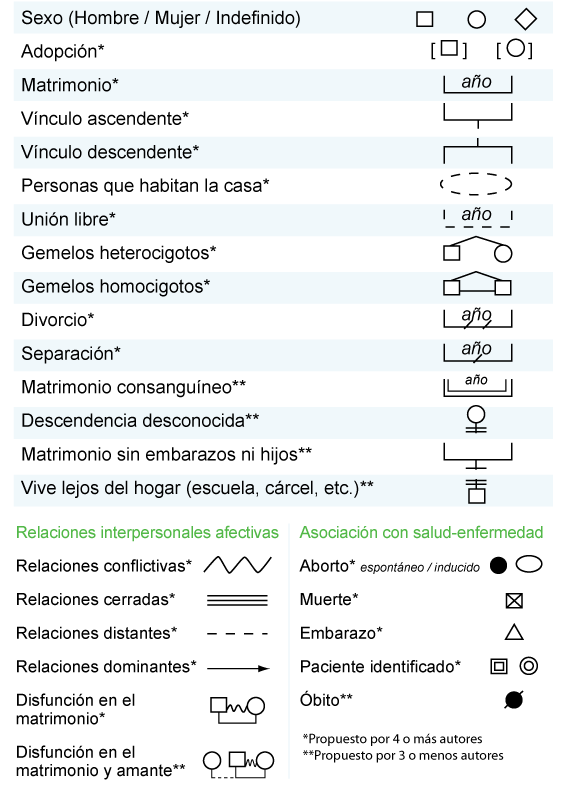 Sexo (Hombre / Mujer / Indefinido)
Adopción*
[ ] [ ]
Matrimonio*
año
Vínculo ascendente*
Vínculo descendente*
Personas que habitan la casa*
Unión libre*
año
Gemelos heterocigotos*
Gemelos homocigotos*
Divorcio*
año
Separación*
año
Matrimonio consanguíneo**
año
Descendencia desconocida**
Matrimonio sin embarazos ni hijos**
Vive lejos del hogar (escuela, cárcel, etc.)**
Relaciones interpersonales afectivas
Relaciones conflictivas*
Relaciones cerradas*
Relaciones distantes*
Relaciones dominantes*
Disfunción en el
matrimonio*
Disfunción en el
matrimonio y amante**
Asociación con salud-enfermedad
Aborto* espontáneo / inducido
Muerte*
Embarazo*
Paciente identificado*
Óbito**
*Propuesto por 4 o más autores
**Propuesto por 3 o menos autores